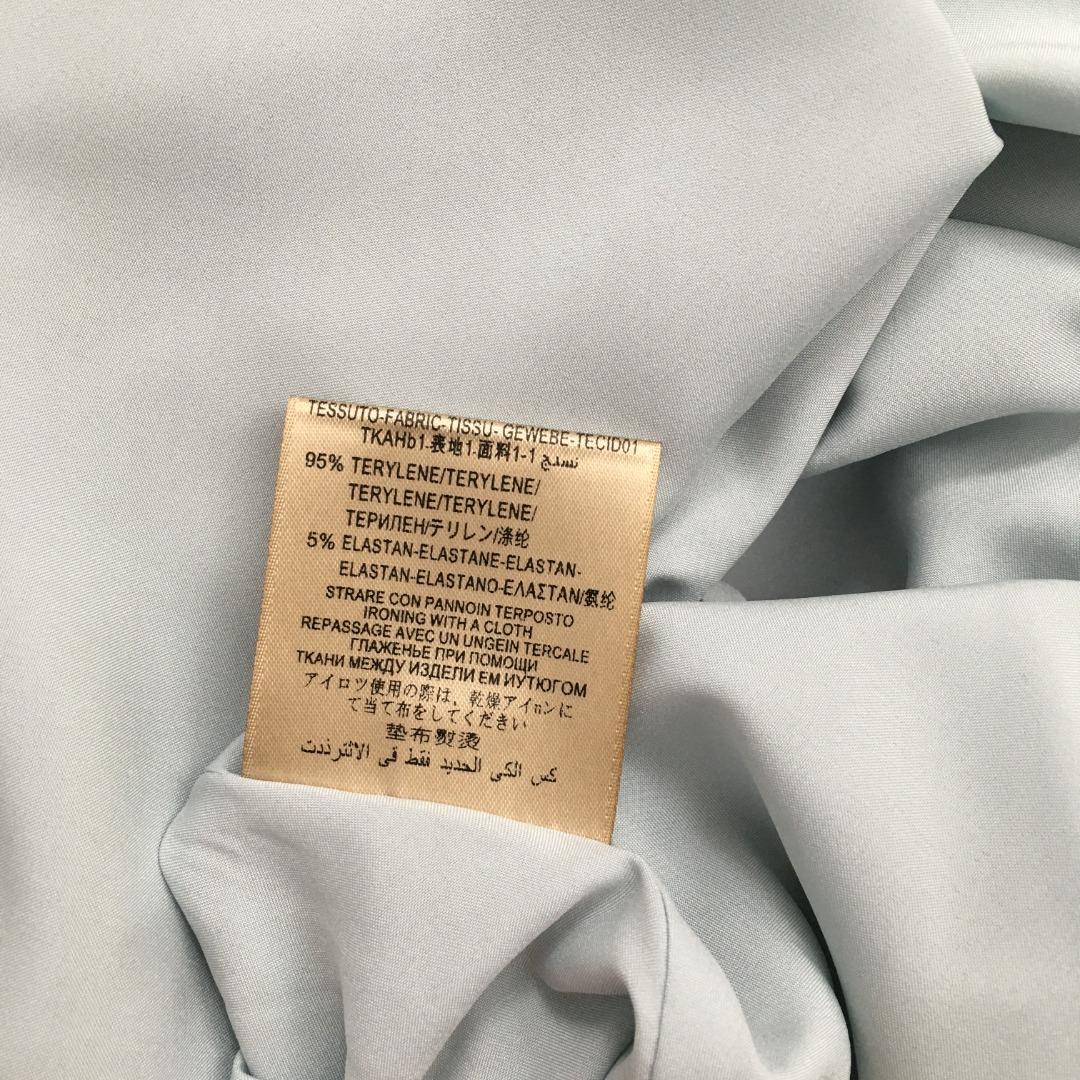 TESSUTO-FABRIC-TISSU- GEWEBE-TECID01
TKAHb1-表地1-面料1-1 نسدج
95% TERYLENE/TERYLENE/
TERYLENE/TERYLENE/
ТЕРИЛЕН/テリレン/涤纶
5% ELASTAN-ELASTANE-ELASTAN-
ELASTAN-ELASTANO-ΕΛΑΣΤΑΝ/氨纶
STRARE CON PANNOIN TERPOSTO
IRONING WITH A CLOTH
REPASSAGE AVEC UN UNGEIN TERCALE
ГЛАЖЕНЬЕ ПРИ ПОМОЩИ
ТКАНИ МЕЖДУ ИЗДЕЛИ ЕМ ИУТЮГОМ
アイロツ使用の際は、乾燥アイnンに
て当て布をしてください
垫布熨烫
كس الكى الحديد فقط فى الاثترذدت